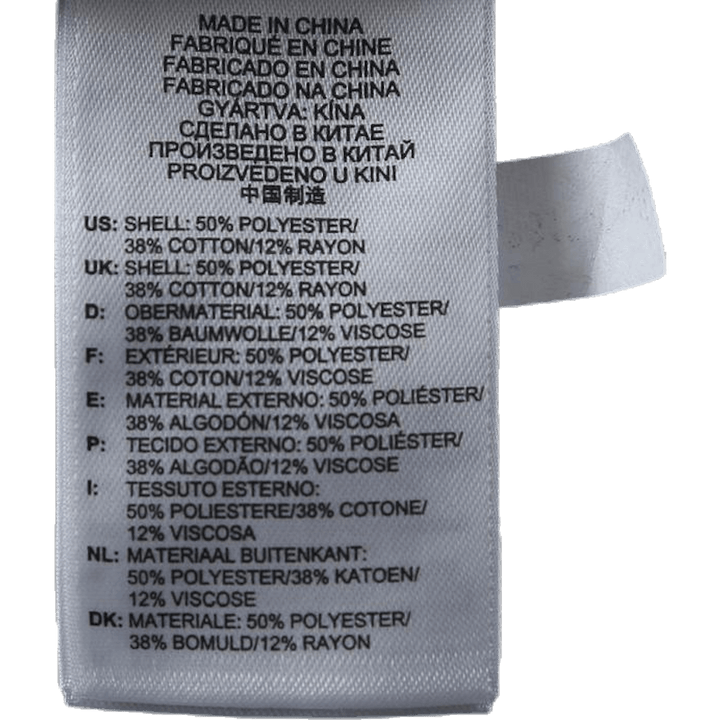 MADE IN CHINA
FABRIQUÉ EN CHINE
FABRICADO EN CHINA
FABRICADO NA CHINA
GYÁRTVA: KÍNA
СДЕЛАНО В КИТАЕ
ПРОИЗВЕДЕНО В КИТАЙ
PROIZVEDENO U KINI
中国制造
US: SHELL: 50% POLYESTER/
38% COTTON/12% RAYON
UK: SHELL: 50% POLYESTER/
38% COTTON/12% RAYON
D: OBERMATERIAL: 50% POLYESTER/
38% BAUMWOLLE/12% VISCOSE
F: EXTÉRIEUR: 50% POLYESTER/
38% COTON/12% VISCOSE
E: MATERIAL EXTERNO: 50% POLIÉSTER/
38% ALGODÓN/12% VISCOSA
P: TECIDO EXTERNO: 50% POLIÉSTER/
38% ALGODÃO/12% VISCOSE
I: TESSUTO ESTERNO:
50% POLIESTERE/38% COTONE/
12% VISCOSA
NL: MATERIAAL BUITENKANT:
50% POLYESTER/38% KATOEN/
12% VISCOSE
DK: MATERIALE: 50% POLYESTER/
38% BOMULD/12% RAYON